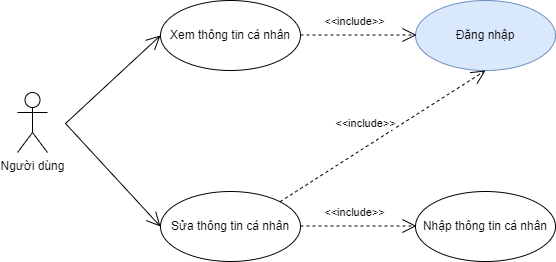 Xem thông tin cá nhân
<<include>>
Đăng nhập
<<include>>
Người dùng
Sửa thông tin cá nhân
<<include>>
Nhập thông tin cá nhân